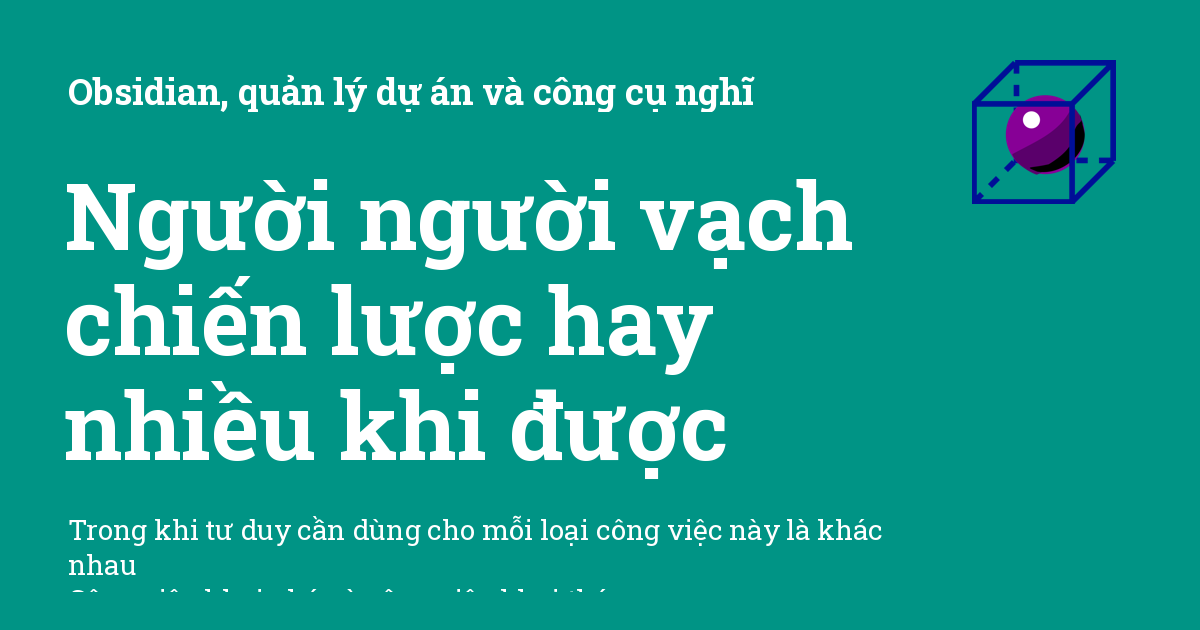 Obsidian, quản lý dự án và công cụ nghĩ
Người người vạch
chiến lược hay
nhiều khi được
Trong khi tư duy cần dùng cho mỗi loại công việc này là khác
nhau